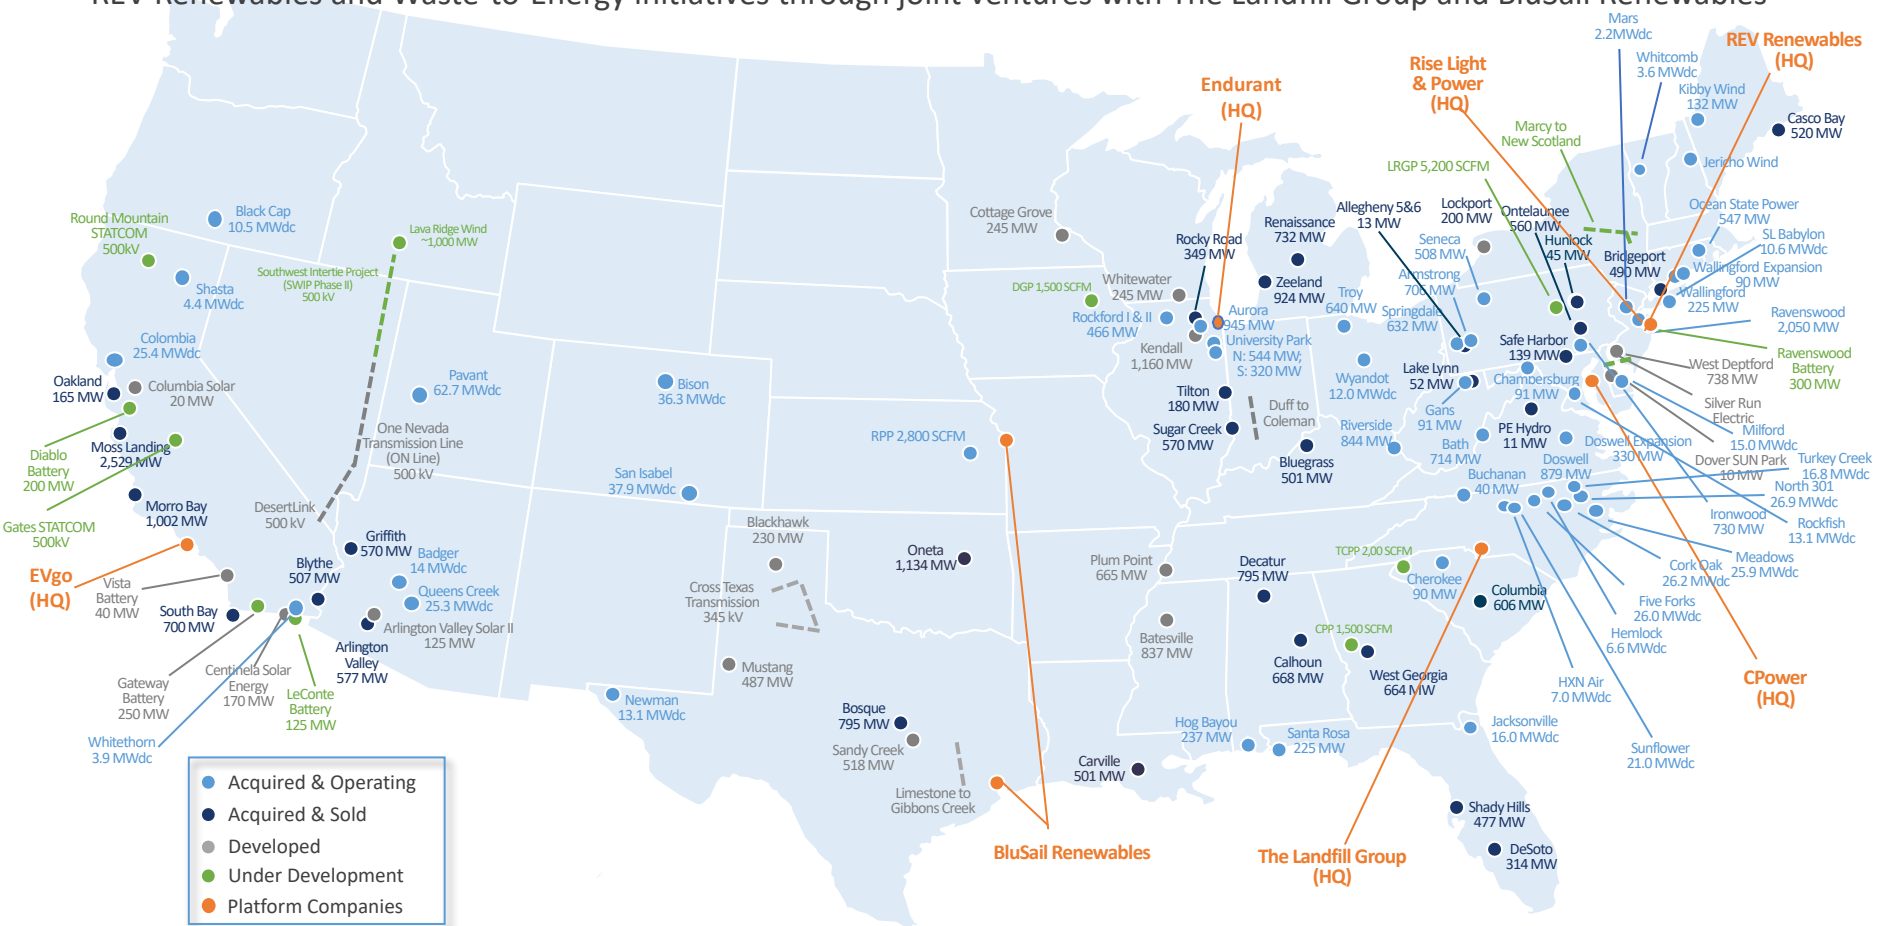 REV Renewables and Waste-to-Energy initiatives through joint ventures with The Landfill Group and BluSail Renewables
Mars
2.2MWdc
REV Renewables
(HQ)
Whitcomb
3.6 MWdc
Rise Light
& Power
(HQ)
Endurant
(HQ)
Kibby Wind
132 MW
Casco Bay
520 MW
Marcy to
New Scotland
Jericho Wind
LRGP 5,200 SCFM
Round Mountain
STATCOM
500kV
Black Cap
10.5 MWdc
Lava Ridge Wind
~1,000 MW
Cottage Grove
245 MW
Rocky Road
349 MW
Renaissance
732 MW
Allegheny 5&6
13 MW
Lockport
200 MW
Ontelaunee
560 MW
Ocean State Power
547 MW
Seneca
508 MW
Hunlock
45 MW
Bridgeport
490 MW
SL Babylon
10.6 MWdc
Shasta
4.4 MWdc
Southwest Intertie Project
(SWIP Phase II)
500 kV
DGP 1,500 SCFM
Whitewater
245 MW
Zeeland
924 MW
Armstrong
706 MW
Wallingford Expansion
90 MW
Wallingford
225 MW
Troy
640 MW
Springdale
632 MW
Rockford I & II
466 MW
Aurora
945 MW
Ravenswood
2,050 MW
Colombia
25.4 MWdc
Kendall
1,160 MW
University Park
N: 544 MW;
S: 320 MW
Safe Harbor
139 MW
West Deptford
738 MW
Ravenswood
Battery
300 MW
Oakland
165 MW
Columbia Solar
20 MW
Pavant
62.7 MWdc
Bison
36.3 MWdc
Tilton
180 MW
Wyandot
12.0 MWdc
Lake Lynn
52 MW
Chambersburg
91 MW
Silver Run
Electric
Duff to
Coleman
Gans
91 MW
Moss Landing
2,529 MW
One Nevada
Transmission Line
(ON Line)
500 kV
RPP 2,800 SCFM
Sugar Creek
570 MW
Riverside
844 MW
Bath
714 MW
PE Hydro
11 MW
Milford
15.0 MWdc
Doswell Expansion
330 MW
Diablo
Battery
200 MW
Bluegrass
501 MW
Doswell
879 MW
Dover SUN Park
10 MW
Turkey Creek
16.8 MWdc
San Isabel
37.9 MWdc
Buchanan
40 MW
North 301
26.9 MWdc
Morro Bay
1,002 MW
DesertLink
500 kV
Ironwood
730 MW
Gates STATCOM
500kV
Blackhawk
230 MW
Rockfish
13.1 MWdc
Griffith
570 MW
Badger
14 MWdc
Oneta
1,134 MW
Plum Point
665 MW
Decatur
795 MW
TCPP 2,00 SCFM
Meadows
25.9 MWdc
EVgo
(HQ)
Blythe
507 MW
Cork Oak
26.2 MWdc
Vista
Battery
40 MW
Queens Creek
25.3 MWdc
Cross Texas
Transmission
345 kV
Cherokee
90 MW
Columbia
606 MW
Five Forks
26.0 MWdc
South Bay
700 MW
Arlington Valley Solar II
125 MW
Batesville
837 MW
CPP 1,500 SCFM
Hemlock
6.6 MWdc
Arlington
Valley
577 MW
Centinela Solar
Energy
170 MW
Mustang
487 MW
Calhoun
668 MW
West Georgia
664 MW
HXN Air
7.0 MWdc
CPower
(HQ)
Gateway
Battery
250 MW
LeConte
Battery
125 MW
Newman
13.1 MWdc
Bosque
795 MW
Hog Bayou
237 MW
Santa Rosa
225 MW
Jacksonville
16.0 MWdc
Whitethorn
3.9 MWdc
Sandy Creek
518 MW
Carville
501 MW
Sunflower
21.0 MWdc
Limestone to
Gibbons Creek
Shady Hills
477 MW
BluSail Renewables
The Landfill Group
(HQ)
DeSoto
314 MW
Acquired & Operating
Acquired & Sold
Developed
Under Development
Platform Companies